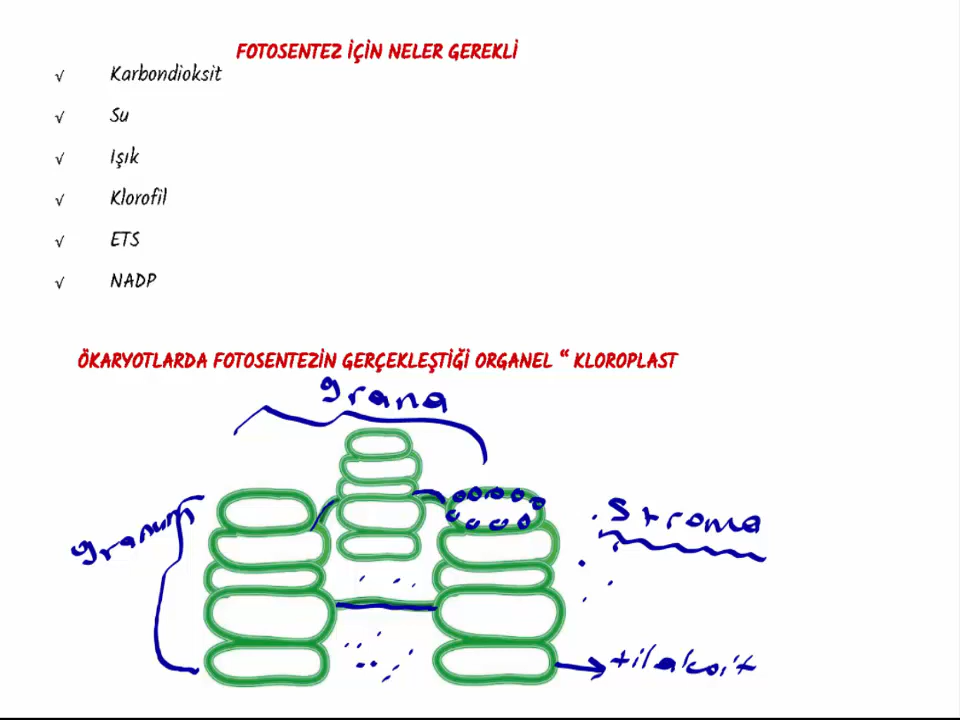 FOTOSENTEZ İÇİN NELER GEREKLİ
√ Karbondioksit
√ Su
√ Işık
√ Klorofil
√ ETS
√ NADP
ÖKARYOTLARDA FOTOSENTEZİN GERÇEKLEŞTİĞİ ORGANEL “ KLOROPLAST
grana
granum
Stroma
tilakoit